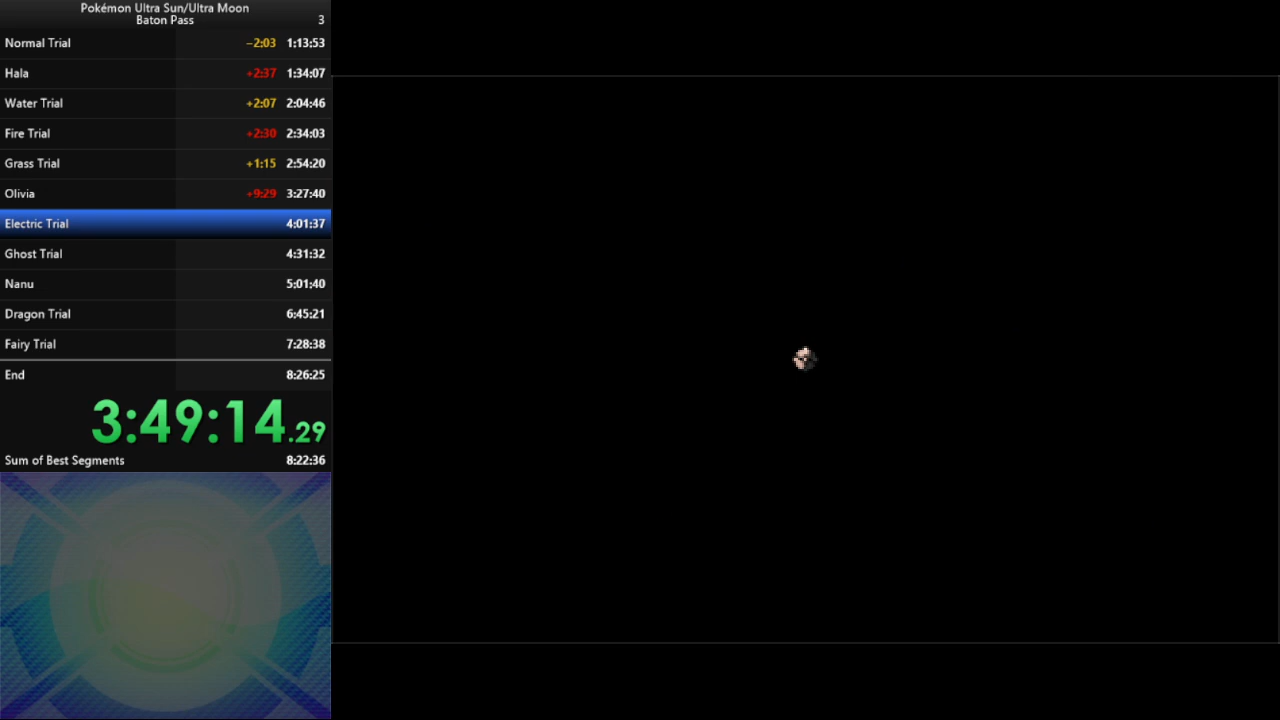 Pokémon Ultra Sun/Ultra Moon
Baton Pass 3
Normal Trial −2:03 1:13:53
Hala +2:37 1:34:07
Water Trial +2:07 2:04:46
Fire Trial +2:30 2:34:03
Grass Trial +1:15 2:54:20
Olivia +9:29 3:27:40
Electric Trial 4:01:37
Ghost Trial 4:31:32
Nanu 5:01:40
Dragon Trial 6:45:21
Fairy Trial 7:28:38
End 8:26:25
3:49:14.29
Sum of Best Segments 8:22:36